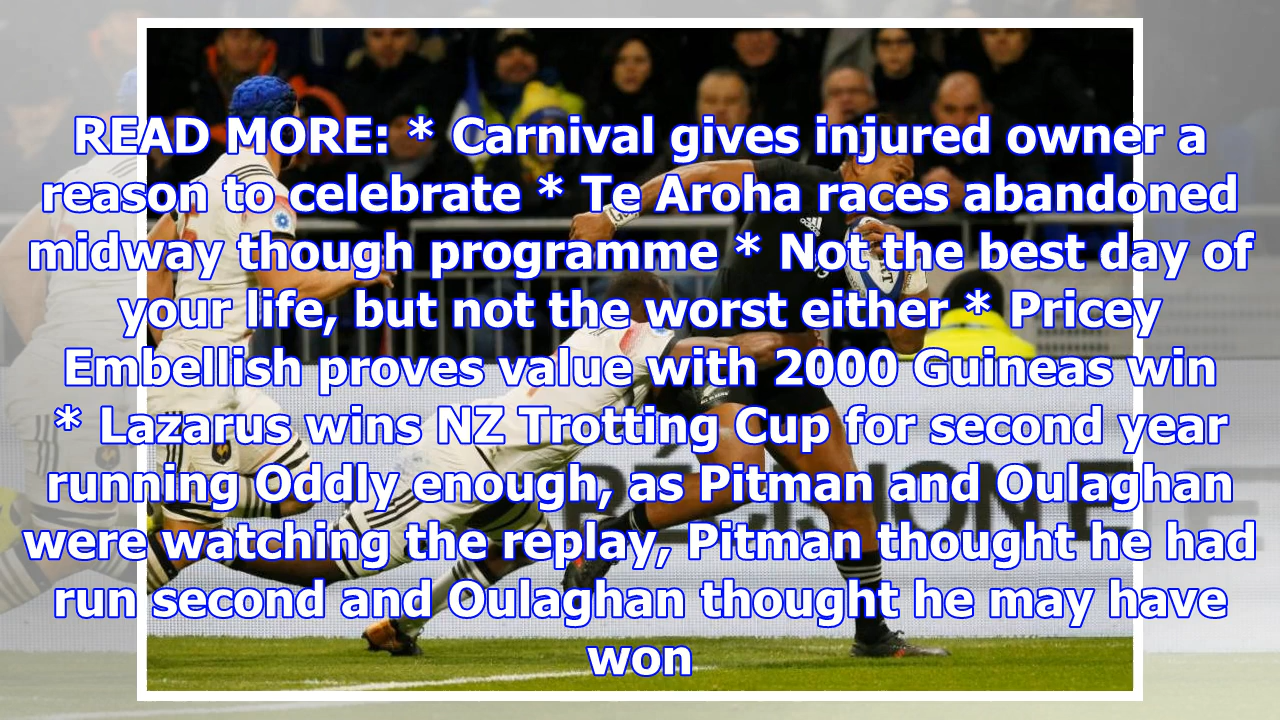 READ MORE: * Carnival gives injured owner a
reason to celebrate * Te Aroha races abandoned
midway though programme * Not the best day of
your life, but not the worst either * Pricey
Embellish proves value with 2000 Guineas win
* Lazarus wins NZ Trotting Cup for second year
running Oddly enough, as Pitman and Oulaghan
were watching the replay, Pitman thought he had
run second and Oulaghan thought he may have
won